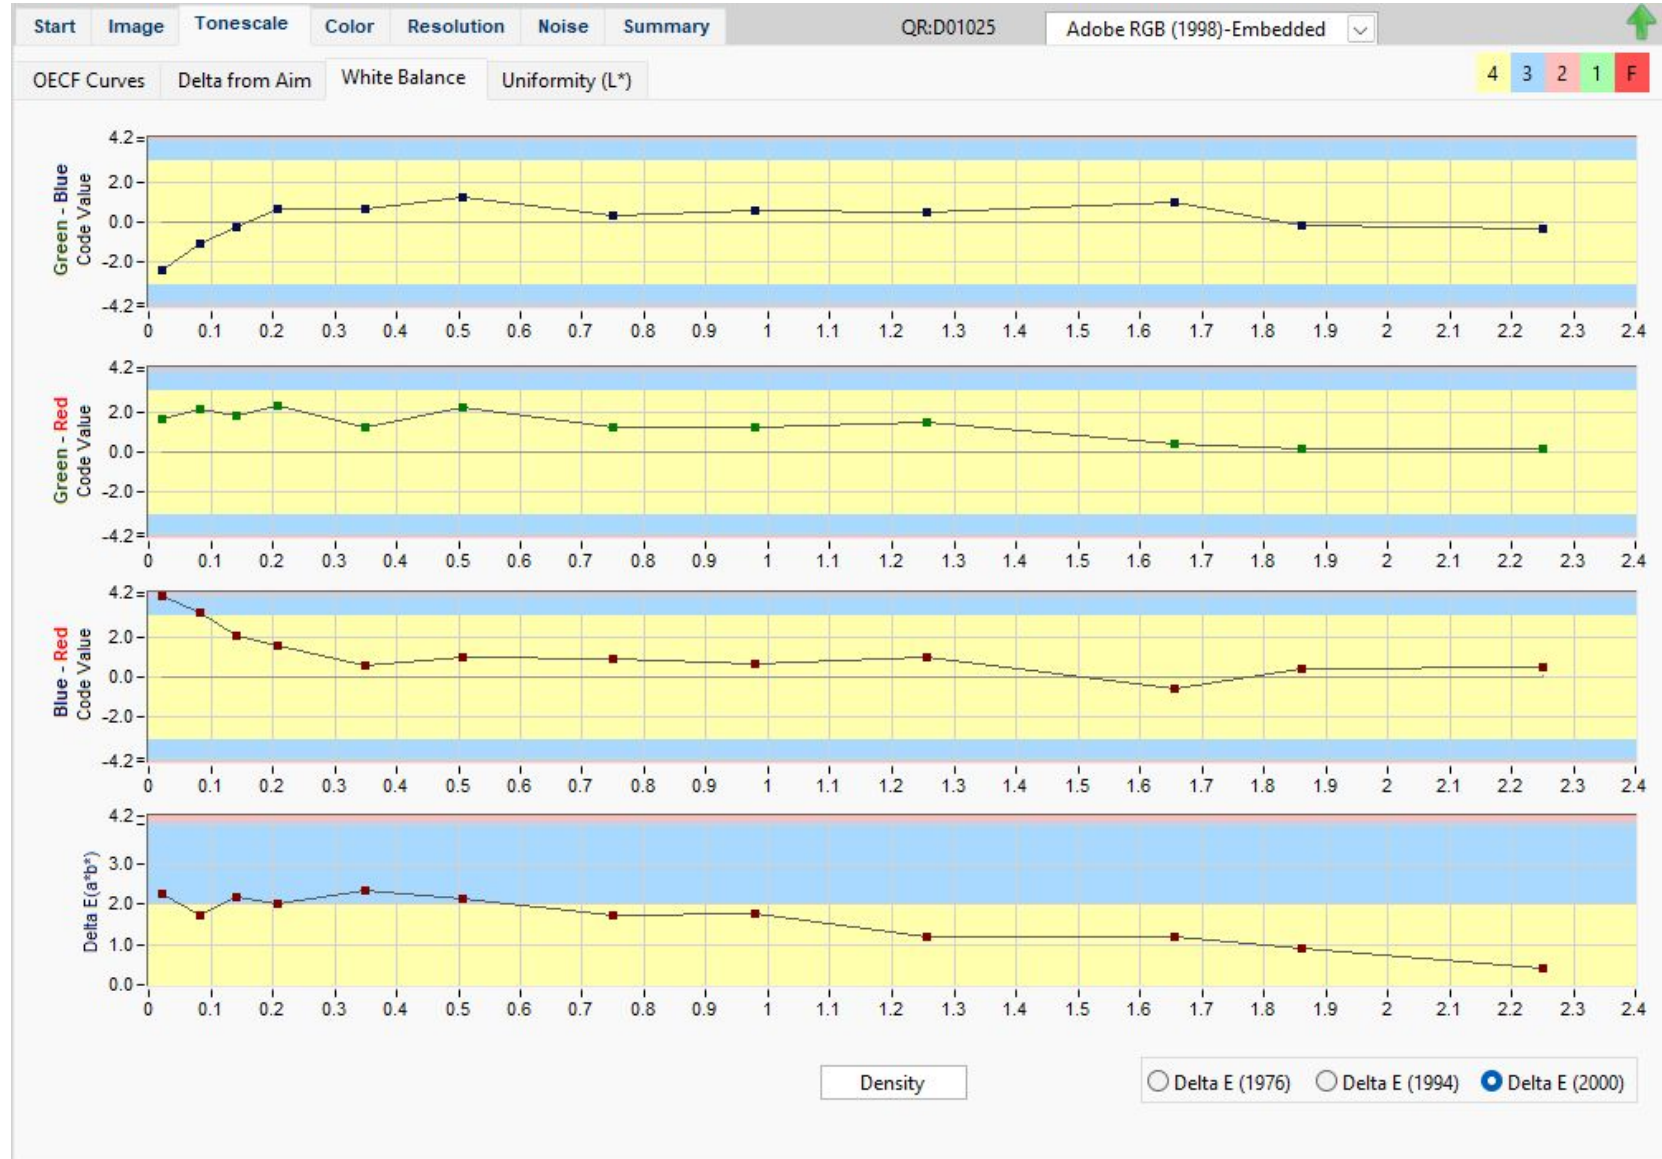 Start Image Tonescale Color Resolution Noise Summary QR:D01025 Adobe RGB (1998)-Embedded
OECF Curves Delta from Aim White Balance Uniformity (L*) 4 3 2 1 F
Green - Blue
Code Value
4.2
2.0
0.0
-2.0
-4.2
0 0.1 0.2 0.3 0.4 0.5 0.6 0.7 0.8 0.9 1 1.1 1.2 1.3 1.4 1.5 1.6 1.7 1.8 1.9 2 2.1 2.2 2.3 2.4
Green - Red
Code Value
4.2
2.0
0.0
-2.0
-4.2
0 0.1 0.2 0.3 0.4 0.5 0.6 0.7 0.8 0.9 1 1.1 1.2 1.3 1.4 1.5 1.6 1.7 1.8 1.9 2 2.1 2.2 2.3 2.4
Blue - Red
Code Value
4.2
2.0
0.0
-2.0
-4.2
0 0.1 0.2 0.3 0.4 0.5 0.6 0.7 0.8 0.9 1 1.1 1.2 1.3 1.4 1.5 1.6 1.7 1.8 1.9 2 2.1 2.2 2.3 2.4
Delta E(a*b*)
4.2
3.0
2.0
1.0
0.0
0 0.1 0.2 0.3 0.4 0.5 0.6 0.7 0.8 0.9 1 1.1 1.2 1.3 1.4 1.5 1.6 1.7 1.8 1.9 2 2.1 2.2 2.3 2.4
Density Delta E (1976) Delta E (1994) Delta E (2000)